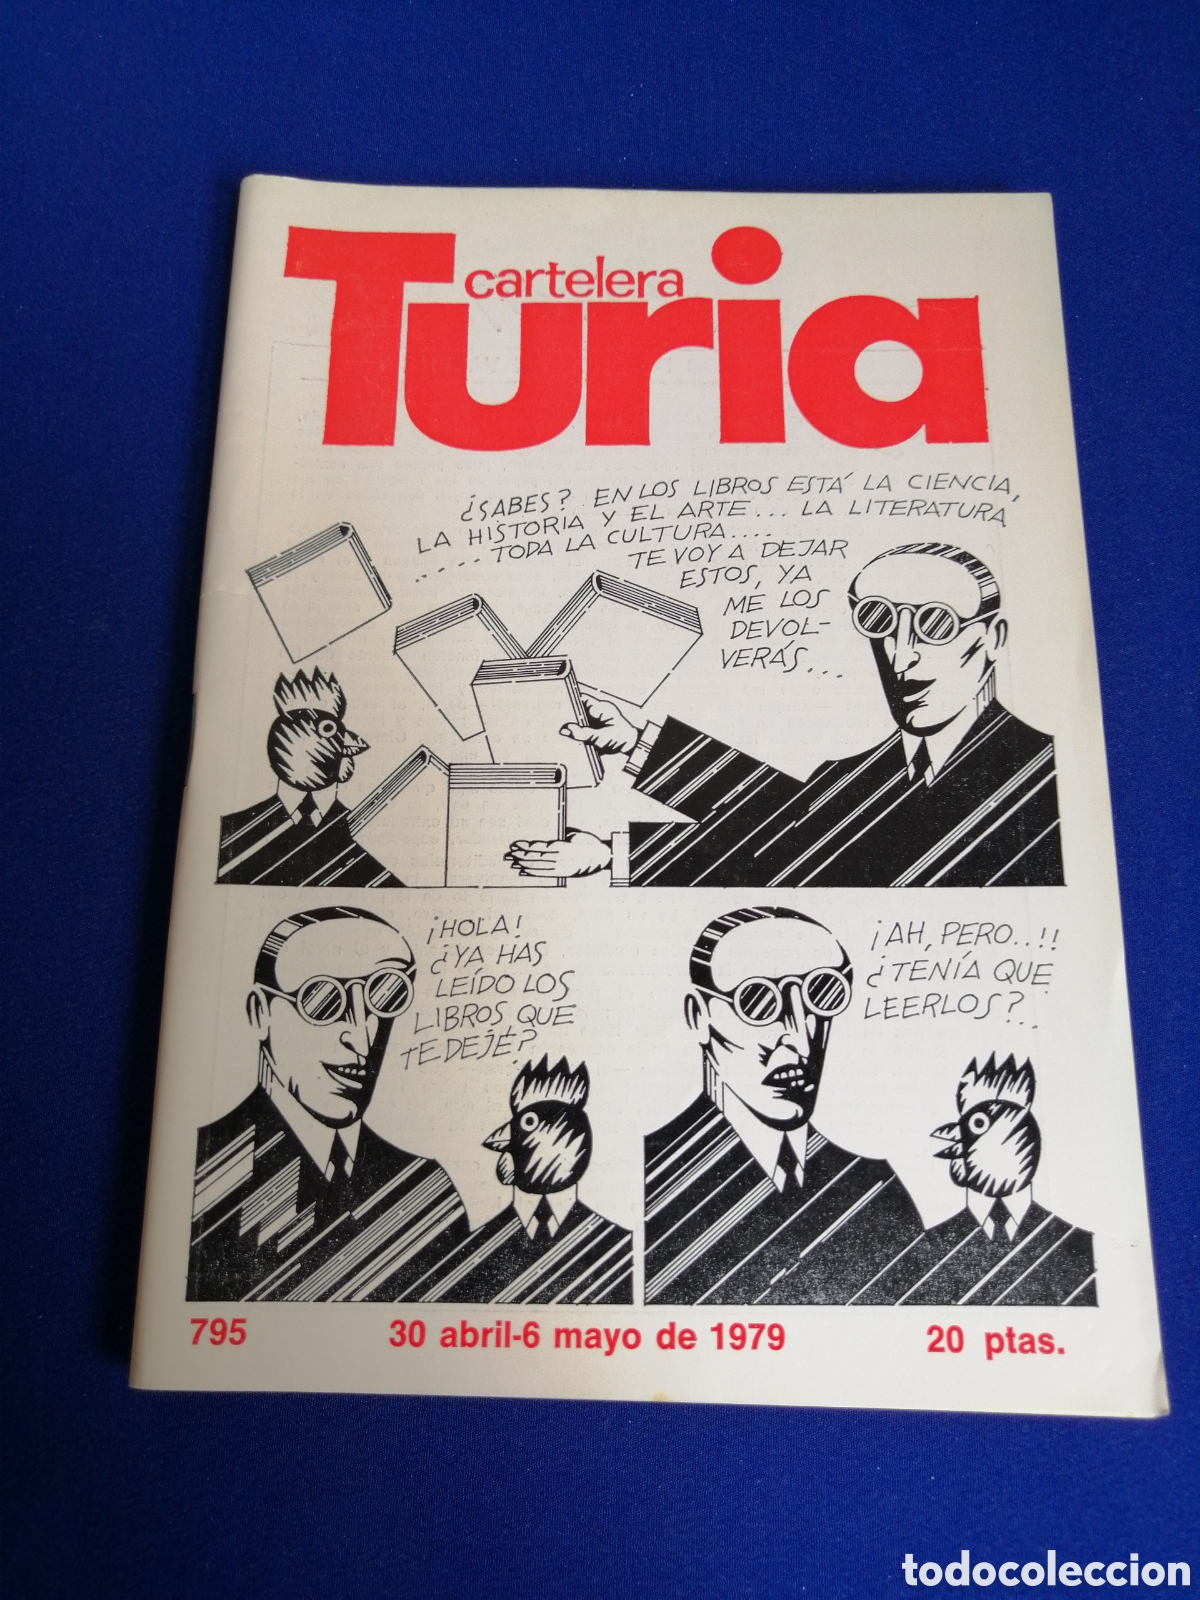 cartelera
Turia
¿SABES? EN LOS LIBROS ESTÁ LA CIENCIA,
LA HISTORIA Y EL ARTE... LA LITERATURA
..... TODA LA CULTURA....
TE VOY A DEJAR
ESTOS, YA
ME LOS
DEVOL-
VERÁS...
¡HOLA!
¿YA HAS
LEÍDO LOS
LIBROS, QUE
TE DEJÉ?
¡AH, PERO..!!
¿TENÍA QUE
LEERLOS?..
795
30 abril-6 mayo de 1979
20 ptas.
todocoleccion